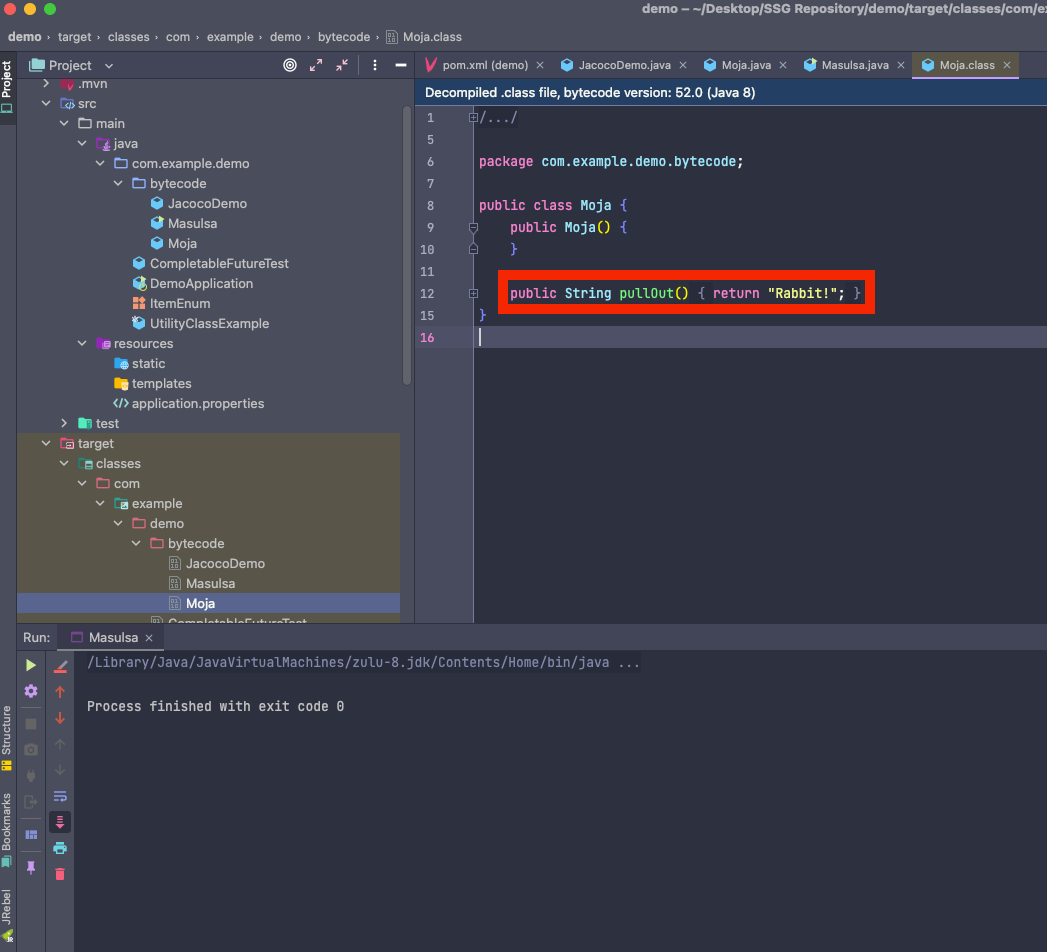 demo – ~/Desktop/SSG Repository/demo/target/classes/com/ex
demo › target › classes › com › example › demo › bytecode › Moja.class
Project
Project
pom.xml (demo) ×
JacocoDemo.java ×
Moja.java ×
Masulsa.java ×
Moja.class ×
.mvn
src
main
java
com.example.demo
bytecode
JacocoDemo
Masulsa
Moja
CompletableFutureTest
DemoApplication
ItemEnum
UtilityClassExample
resources
static
templates
application.properties
test
target
classes
com
example
demo
bytecode
JacocoDemo
Masulsa
Moja
CompletableFutureTest
Decompiled .class file, bytecode version: 52.0 (Java 8)
1 /.../
5
6 package com.example.demo.bytecode;
7
8 public class Moja {
9 public Moja() {
10 }
11
12 public String pullOut() { return "Rabbit!"; }
15 }
16
Run: Masulsa ×
/Library/Java/JavaVirtualMachines/zulu-8.jdk/Contents/Home/bin/java ...
Process finished with exit code 0
Structure
Bookmarks
JRebel